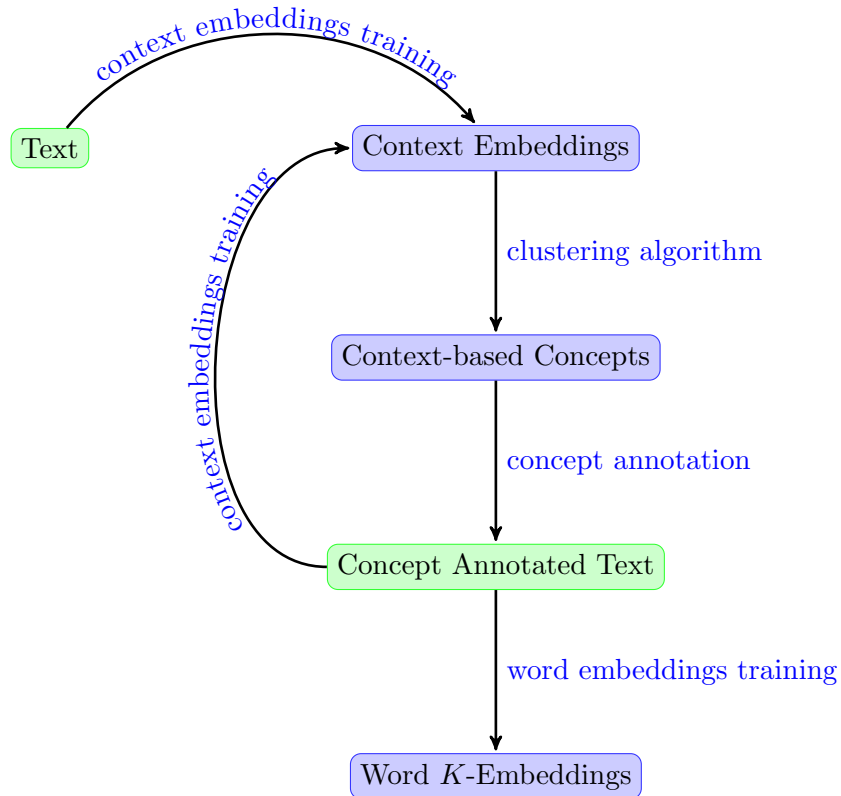 context embeddings training
Text
Context Embeddings
context embeddings training
clustering algorithm
Context-based Concepts
concept annotation
Concept Annotated Text
word embeddings training
Word K-Embeddings